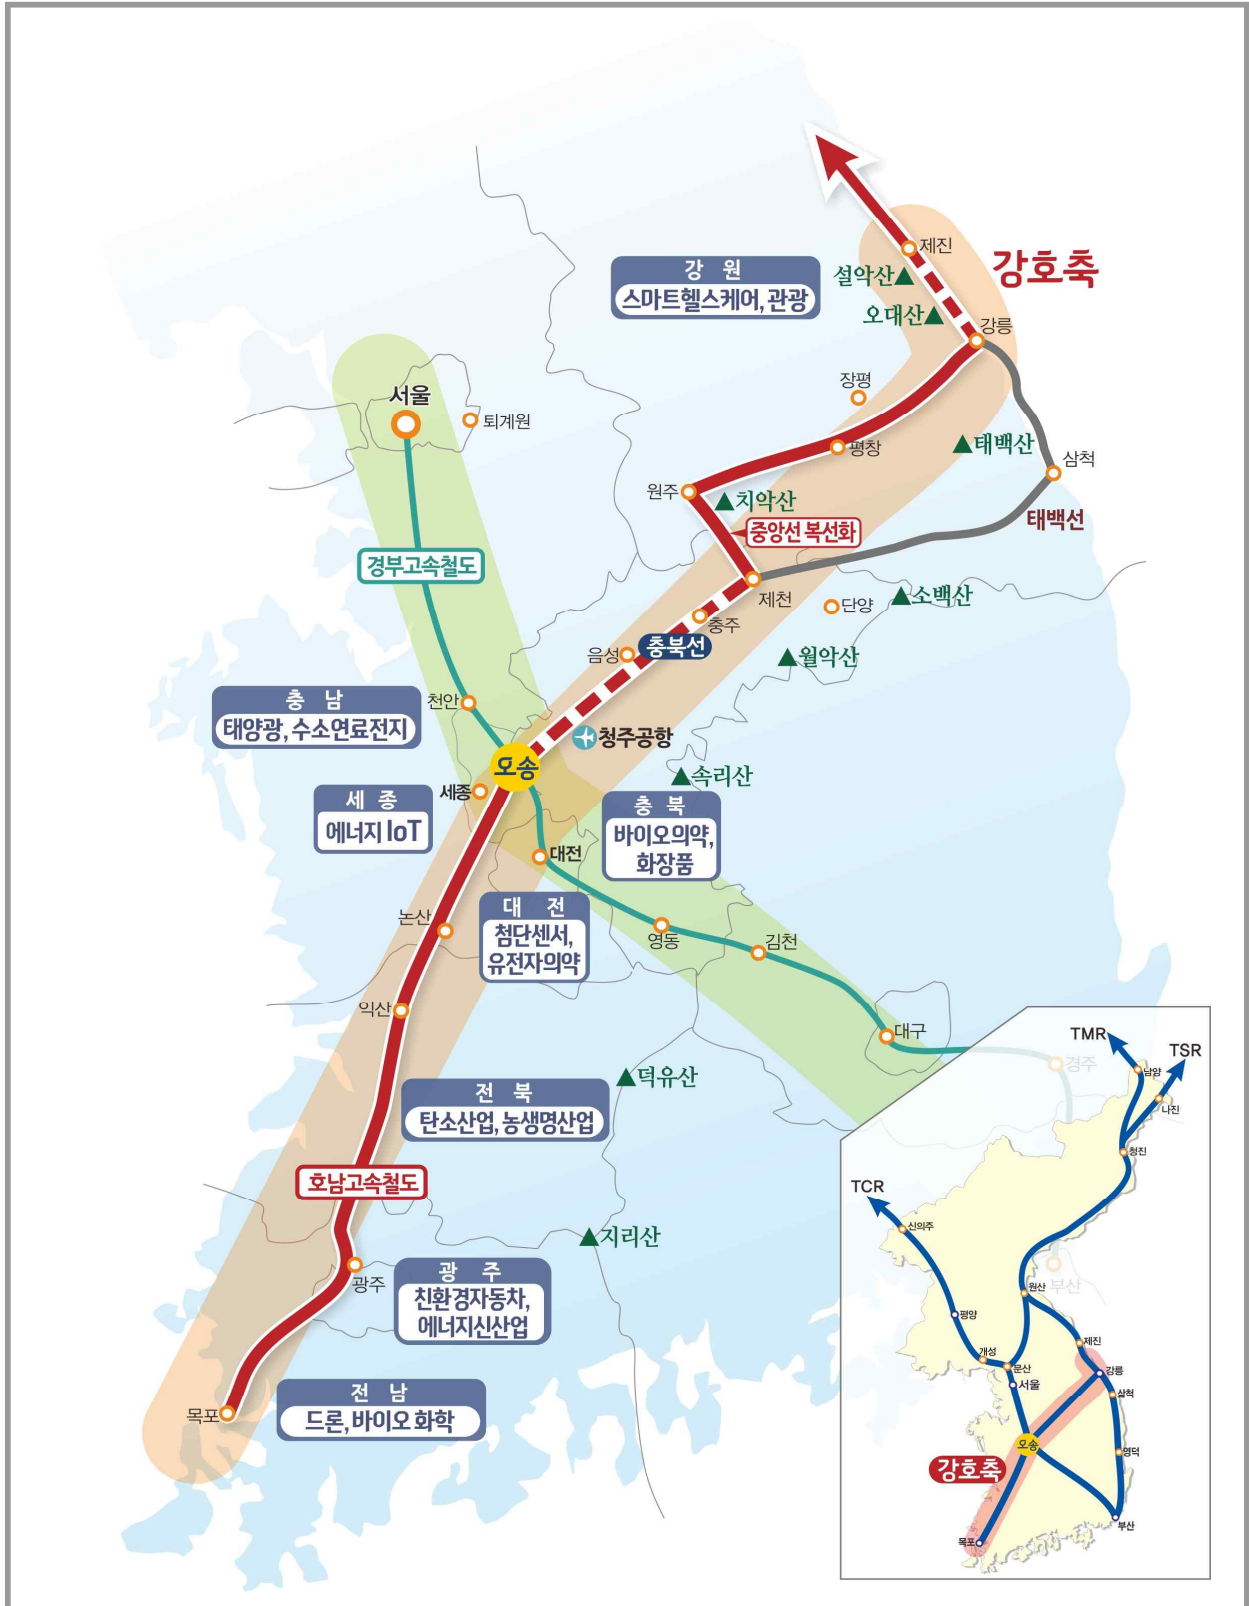 제진
강호축
강 원
스마트헬스케어, 관광
설악산
오대산
강릉
장평
서울
퇴계원
평창
태백산
삼척
원주
치악산
태백선
중앙선 복선화
경부고속철도
제천
단양
소백산
충주
충북선
음성
월악산
충 남
태양광, 수소연료전지
천안
청주공항
오송
속리산
세종
세 종
에너지 IoT
충 북
바이오의약,
화장품
대전
대 전
첨단센서,
유전자의약
논산
영동
김천
익산
대구
경주
덕유산
전 북
탄소산업, 농생명산업
호남고속철도
지리산
광주
광 주
친환경자동차,
에너지신산업
부산
목포
전 남
드론, 바이오 화학
TMR
TSR
남양
나진
청진
TCR
신의주
원산
평양
제진
개성
문산
강릉
서울
삼척
오송
영덕
강호축
부산
목포